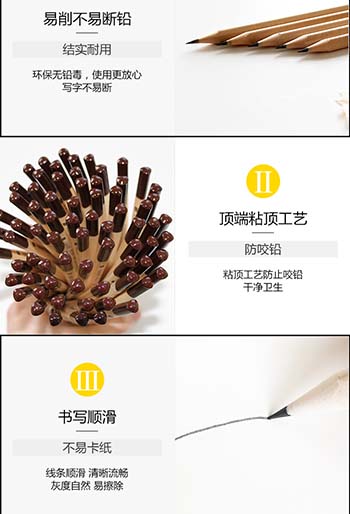 易削不易断铅
结实耐用
环保无铅毒，使用更放心
写字不易断
II
顶端粘顶工艺
防咬铅
粘顶工艺防止咬铅
干净卫生
III
书写顺滑
不易卡纸
线条顺滑 清晰流畅
灰度自然 易擦除